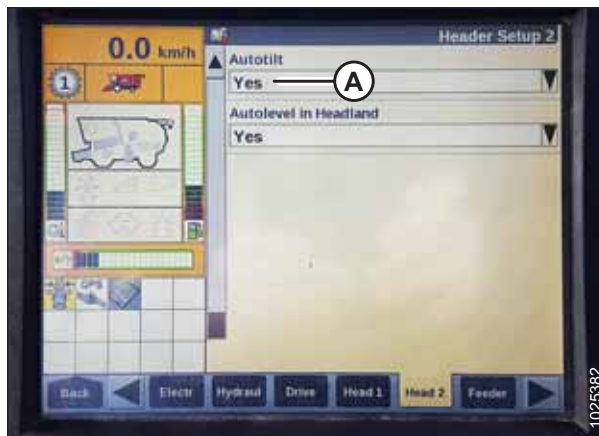 Header Setup 2
0.0 km/h
1
Autotilt
Yes
A
Autolevel in Headland
Yes
Back
Electr
Hydraul
Drive
Head 1
Head 2
Feeder
1025382